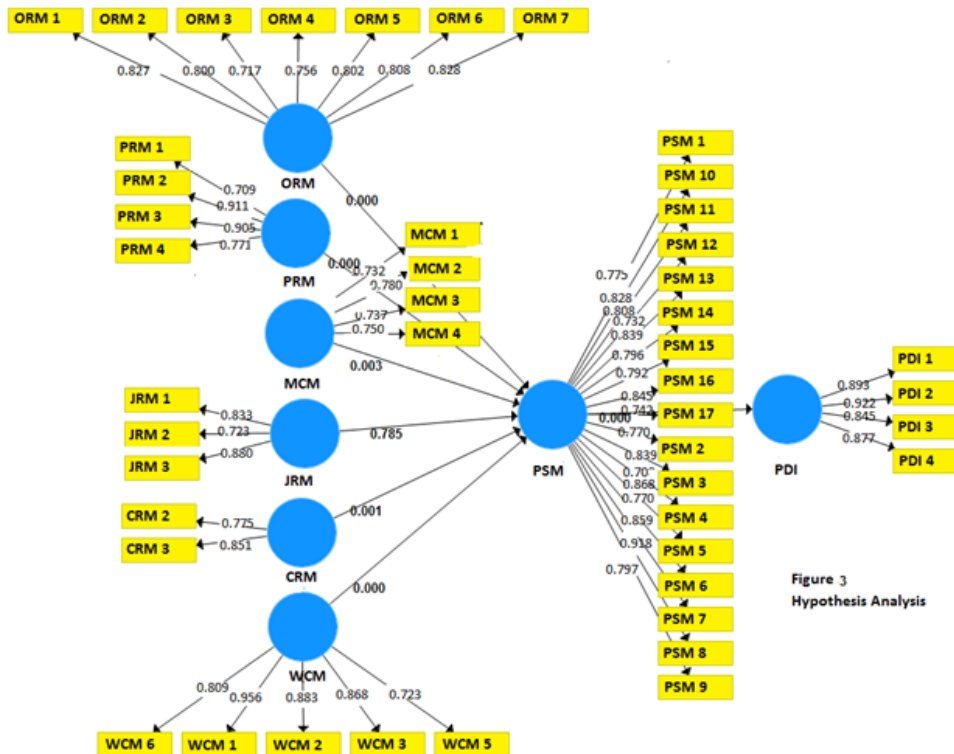 ORM 1 ORM 2 ORM 3 ORM 4 ORM 5 ORM 6 ORM 7
0.827 0.800 0.717 0.756 0.802 0.808 0.828
ORM
PRM 1
PRM 2
PRM 3
PRM 4
0.709
0.911
0.905
0.771
PRM
0.000
0.000
MCM 1
MCM 2
MCM 3
MCM 4
0.732
0.780
0.737
0.750
MCM
0.003
JRM 1
JRM 2
JRM 3
0.833
0.723
0.880
JRM
0.785
CRM 2
CRM 3
0.775
0.851
CRM
0.001
0.000
WCM
0.809 0.956 0.883 0.868 0.723
WCM 6 WCM 1 WCM 2 WCM 3 WCM 5
PSM
PSM 1
PSM 10
PSM 11
PSM 12
PSM 13
PSM 14
PSM 15
PSM 16
PSM 17
PSM 2
PSM 3
PSM 4
PSM 5
PSM 6
PSM 7
PSM 8
PSM 9
0.775
0.828
0.808
0.732
0.839
0.796
0.792
0.845
0.742
0.000
0.770
0.839
0.868
0.770
0.859
0.918
0.797
PDI
0.893
0.922
0.845
0.877
PDI 1
PDI 2
PDI 3
PDI 4
Figure 3
Hypothesis Analysis